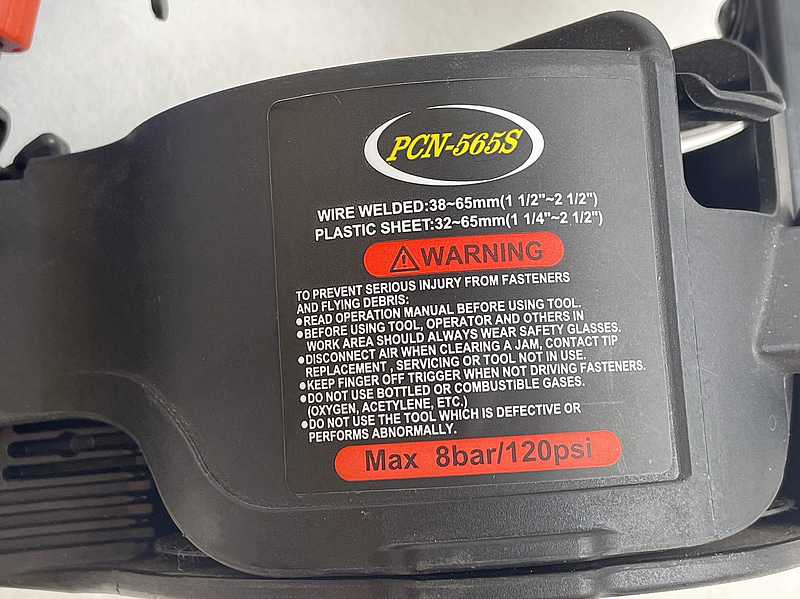 PCN-565S
WIRE WELDED:38~65mm(1 1/2"~2 1/2")
PLASTIC SHEET:32~65mm(1 1/4"~2 1/2")
WARNING
TO PREVENT SERIOUS INJURY FROM FASTENERS
AND FLYING DEBRIS:
●READ OPERATION MANUAL BEFORE USING TOOL.
●BEFORE USING TOOL, OPERATOR AND OTHERS IN
WORK AREA SHOULD ALWAYS WEAR SAFETY GLASSES.
●DISCONNECT AIR WHEN CLEARING A JAM, CONTACT TIP
REPLACEMENT , SERVICING OR TOOL NOT IN USE.
●KEEP FINGER OFF TRIGGER WHEN NOT DRIVING FASTENERS.
●DO NOT USE BOTTLED OR COMBUSTIBLE GASES.
(OXYGEN, ACETYLENE, ETC.)
●DO NOT USE THE TOOL WHICH IS DEFECTIVE OR
PERFORMS ABNORMALLY.
Max 8bar/120psi